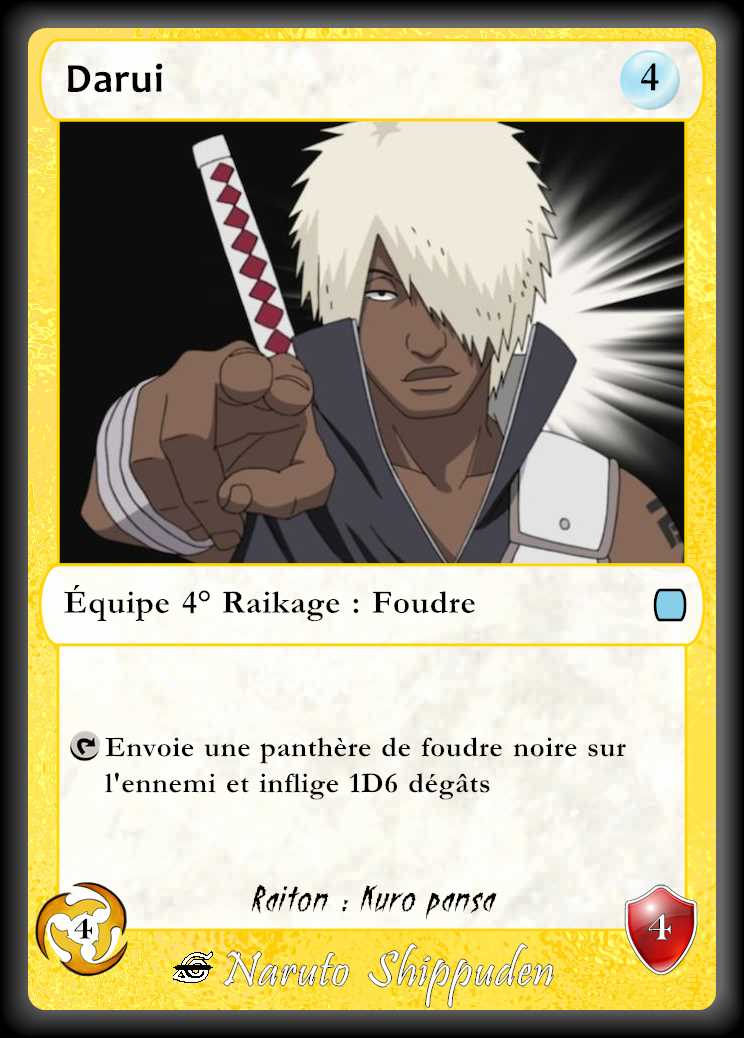 Darui
4
Équipe 4° Raikage : Foudre
Envoie une panthère de foudre noire sur
l'ennemi et inflige 1D6 dégâts
Raiton : Kuro pansa
4
4
Naruto Shippuden